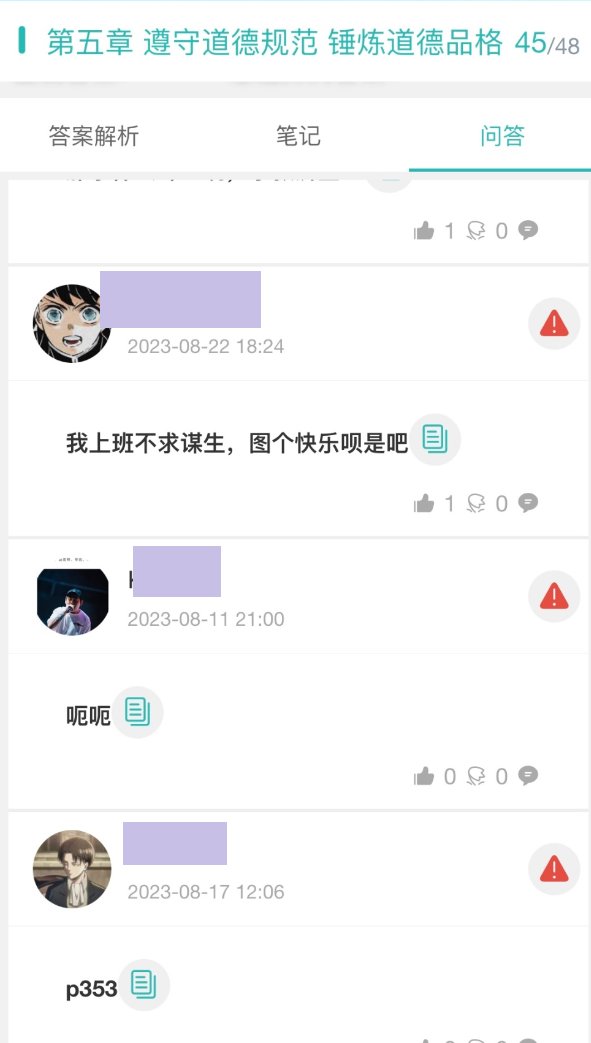 第五章 遵守道德规范 锤炼道德品格 45/48
答案解析
笔记
问答
1 0
2023-08-22 18:24
我上班不求谋生，图个快乐呗是吧
1 0
2023-08-11 21:00
呃呃
0 0
2023-08-17 12:06
p353